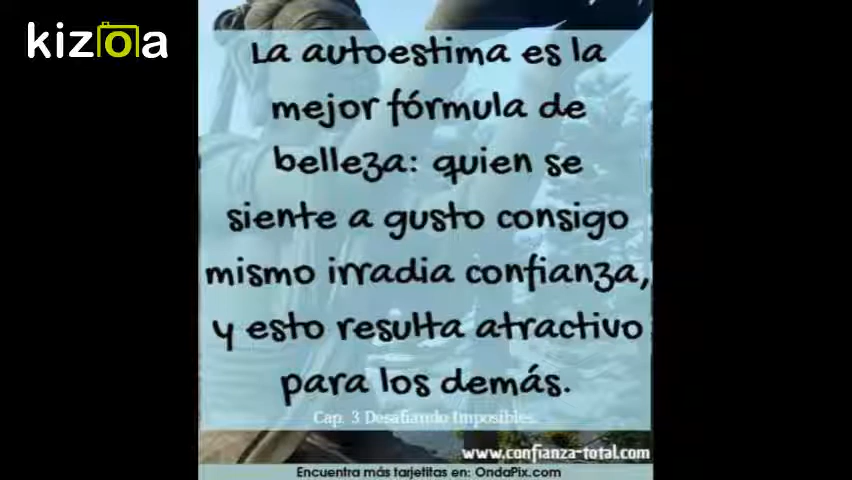 kizoa
La autoestima es la
mejor fórmula de
belleza: quien se
siente a gusto consigo
mismo irradia confianza,
y esto resulta atractivo
para los demás.
Cap. 3 Desafiando Imposibles.
www.confianza-total.com
Encuentra más tarjetitas en: OndaPix.com